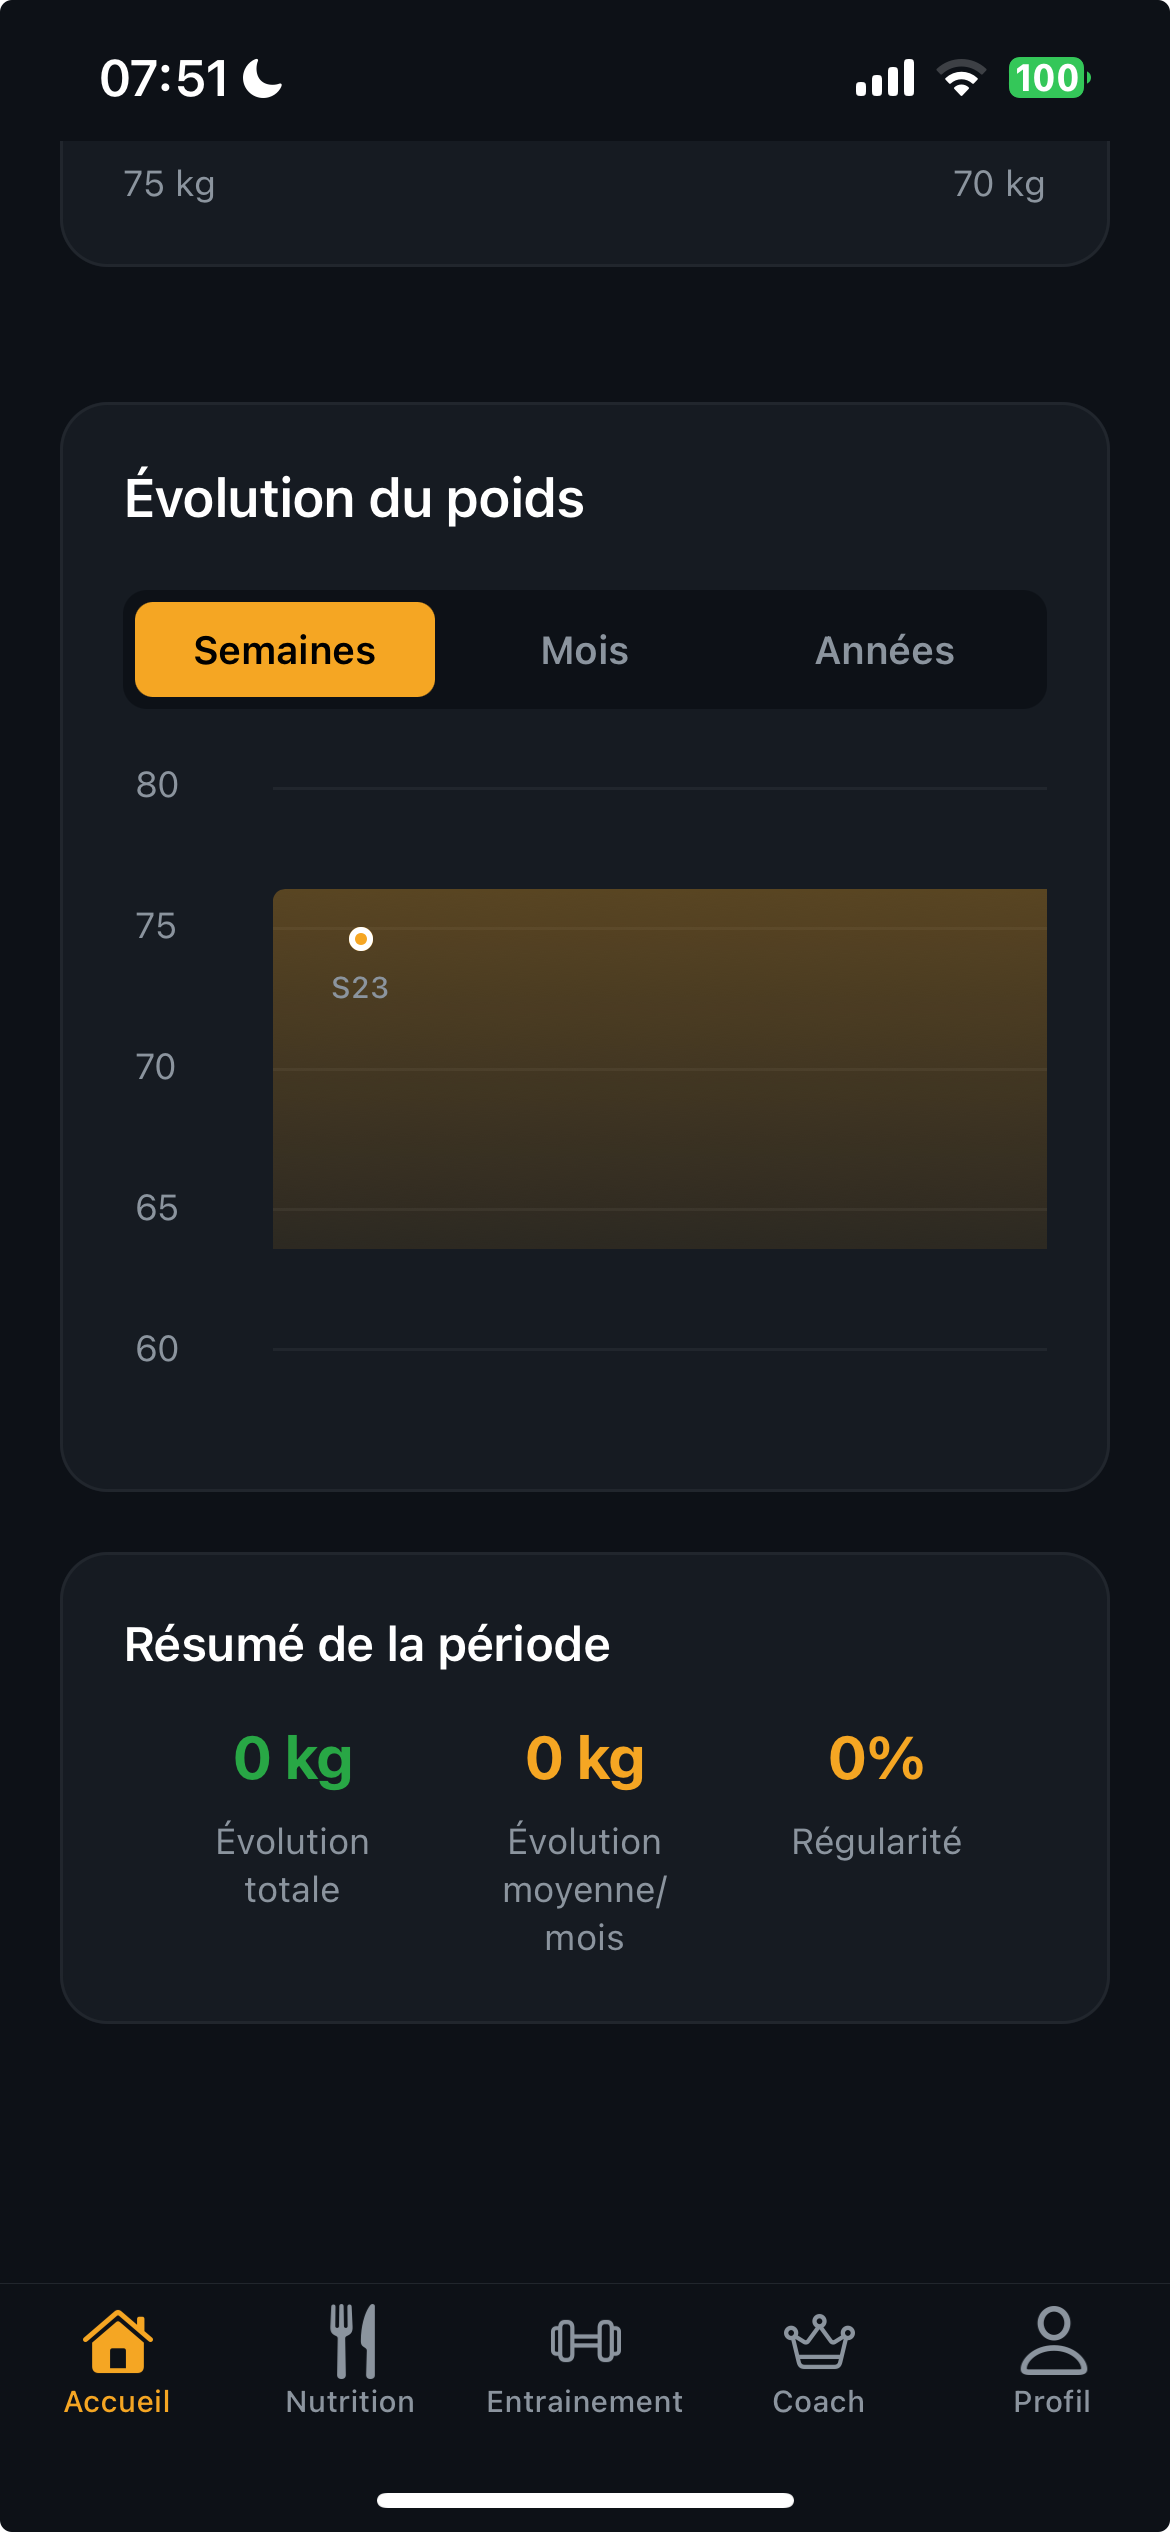 07:51
100
75 kg
70 kg
Évolution du poids
Semaines
Mois
Années
80
75
S23
70
65
60
Résumé de la période
0 kg
0 kg
0%
Évolution
totale
Évolution
moyenne/
mois
Régularité
Accueil
Nutrition
Entrainement
Coach
Profil